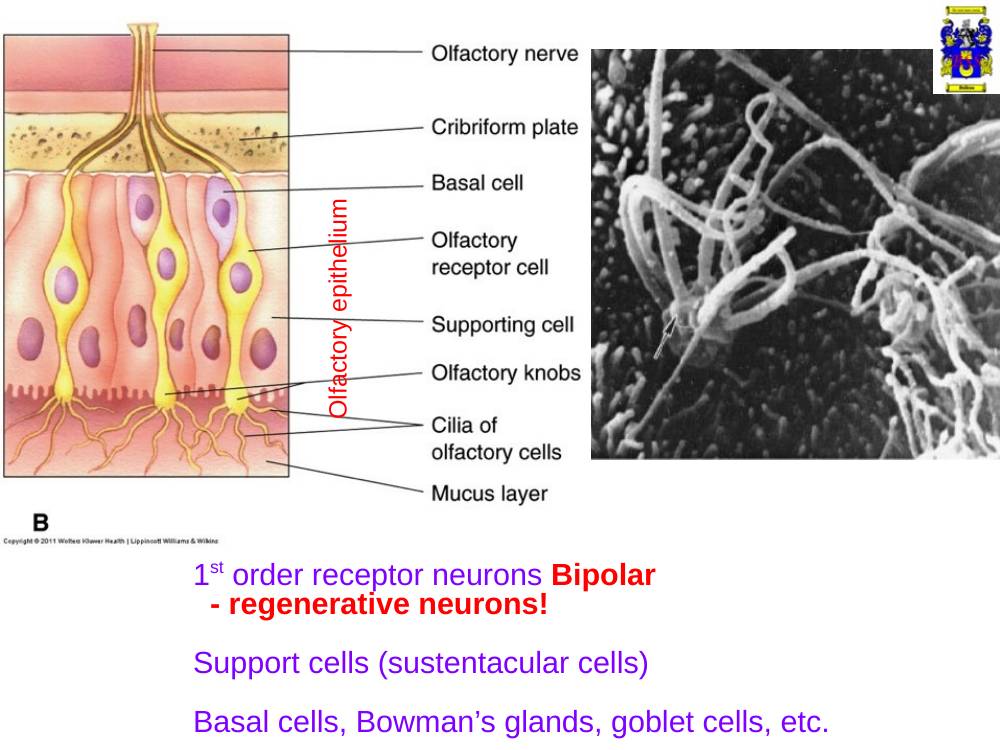 Olfactory nerve
Cribriform plate
Basal cell
Olfactory
receptor cell
Supporting cell
Olfactory knobs
Cilia of
olfactory cells
Mucus layer
Olfactory epithelium
B
Copyright © 2011 Wolters Kluwer Health | Lippincott Williams & Wilkins
1st order receptor neurons Bipolar
- regenerative neurons!
Support cells (sustentacular cells)
Basal cells, Bowman’s glands, goblet cells, etc.